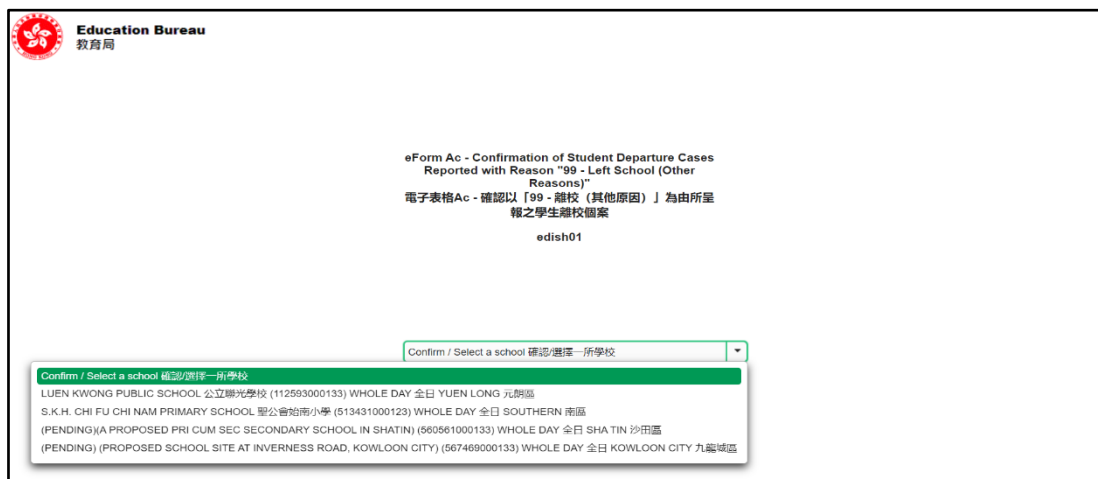 Education Bureau
教育局
eForm Ac - Confirmation of Student Departure Cases
Reported with Reason "99 - Left School (Other
Reasons)"
電子表格Ac - 確認以「99 - 離校（其他原因）」為由所呈
報之學生離校個案
edish01
Confirm / Select a school 確認/選擇一所學校
Confirm / Select a school 確認/選擇一所學校
LUEN KWONG PUBLIC SCHOOL 公立聯光學校 (112593000133) WHOLE DAY 全日 YUEN LONG 元朗區
S.K.H. CHI FU CHI NAM PRIMARY SCHOOL 聖公會始南小學 (513431000123) WHOLE DAY 全日 SOUTHERN 南區
(PENDING)(A PROPOSED PRI CUM SEC SECONDARY SCHOOL IN SHATIN) (560561000133) WHOLE DAY 全日 SHA TIN 沙田區
(PENDING) (PROPOSED SCHOOL SITE AT INVERNESS ROAD, KOWLOON CITY) (567469000133) WHOLE DAY 全日 KOWLOON CITY 九龍城區